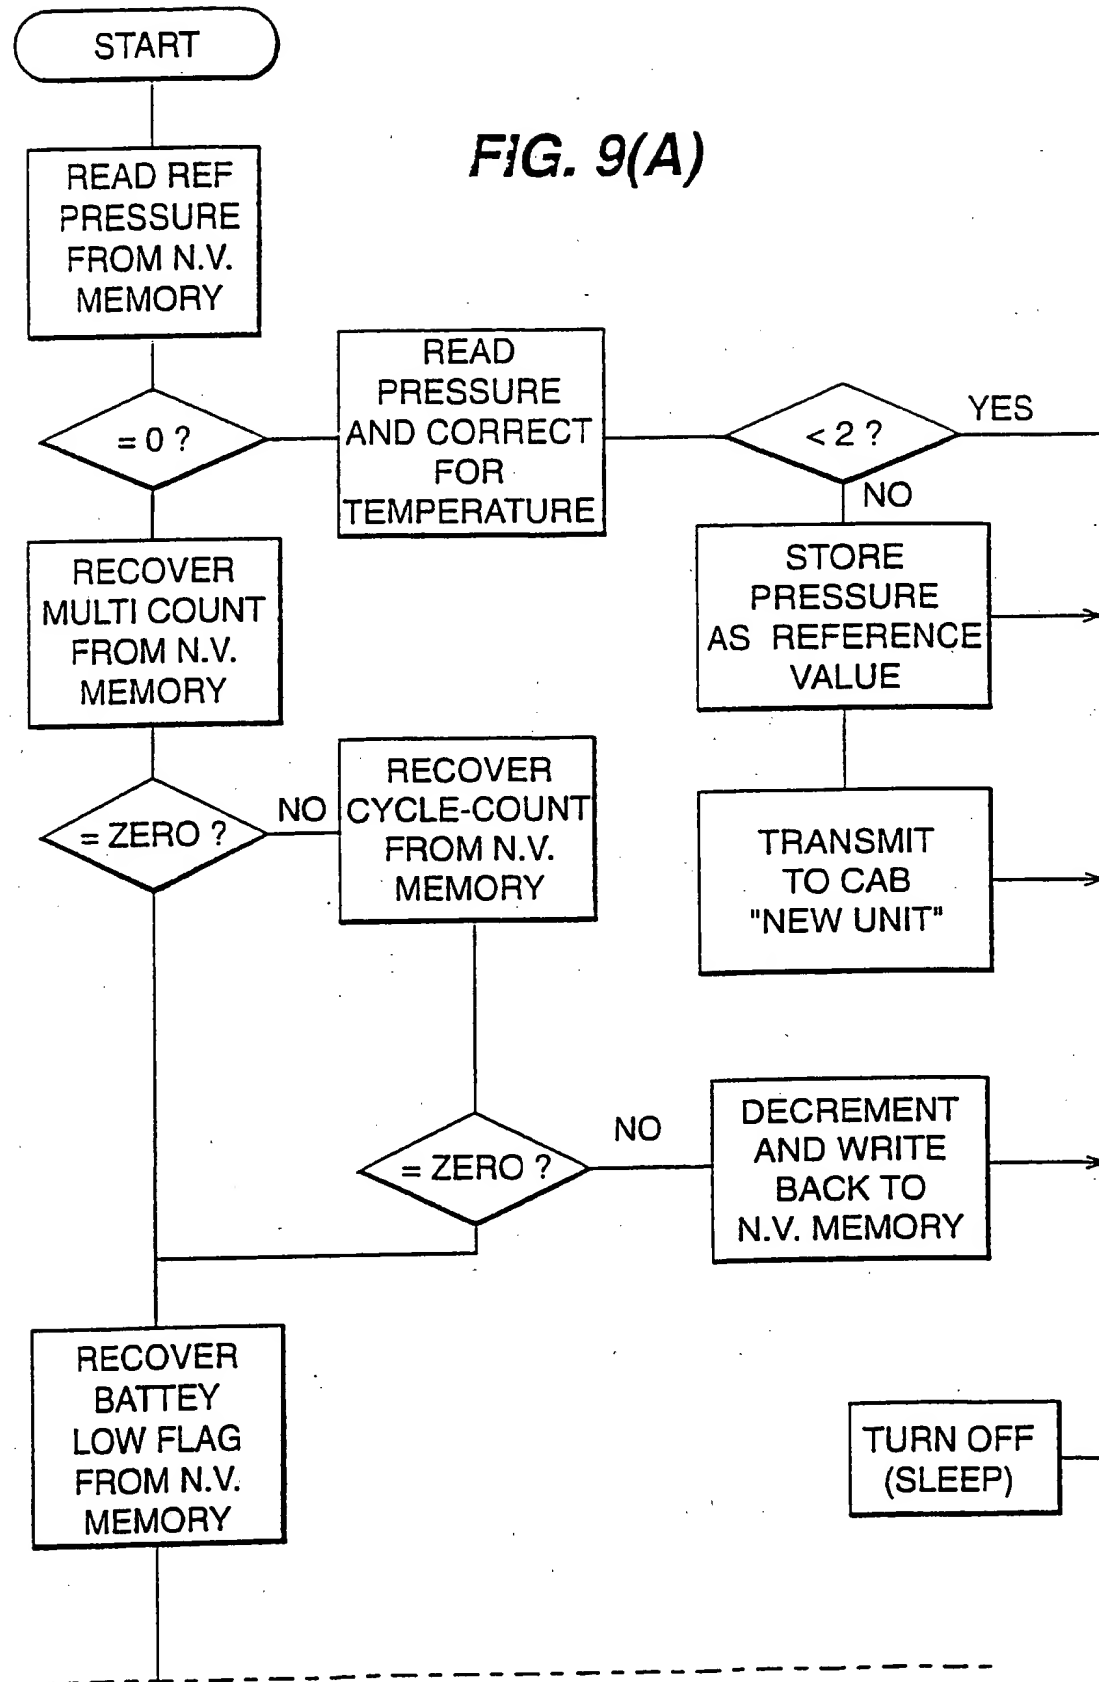 START
FIG. 9(A)
READ REF
PRESSURE
FROM N.V.
MEMORY
= 0 ?
READ
PRESSURE
AND CORRECT
FOR
TEMPERATURE
< 2 ?
YES
NO
STORE
PRESSURE
AS REFERENCE
VALUE
RECOVER
MULTI COUNT
FROM N.V.
MEMORY
= ZERO ?
NO
RECOVER
CYCLE-COUNT
FROM N.V.
MEMORY
TRANSMIT
TO CAB
"NEW UNIT"
= ZERO ?
NO
DECREMENT
AND WRITE
BACK TO
N.V. MEMORY
RECOVER
BATTEY
LOW FLAG
FROM N.V.
MEMORY
TURN OFF
(SLEEP)